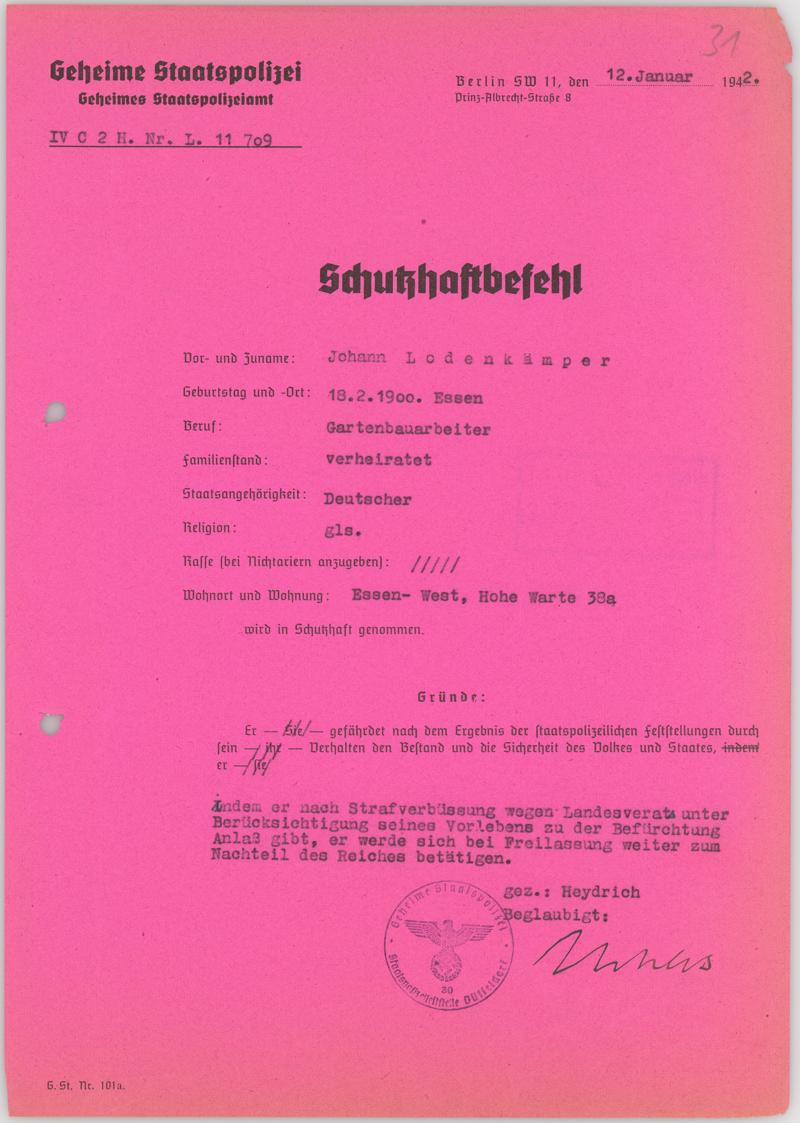 31
Geheime Staatspolizei
Geheimes Staatspolizeiamt
Berlin SW 11, den 12.Januar 1942.
Prinz-Albrecht-Straße 8
IV C 2 H. Nr. L. 11 7o9
Schutzhaftbefehl
Vor- und Zuname: Johann Lodenkämper
Geburtstag und -Ort: 18.2.19oo. Essen
Beruf: Gartenbauarbeiter
Familienstand: verheiratet
Staatsangehörigkeit: Deutscher
Religion: gls.
Rasse (bei Nichtariern anzugeben): /////
Wohnort und Wohnung: Essen- West, Hohe Warte 38a
wird in Schutzhaft genommen.
Gründe:
Er — Sie — gefährdet nach dem Ergebnis der staatspolizeilichen Feststellungen durch
sein — ihr — Verhalten den Bestand und die Sicherheit des Volkes und Staates, indem
er — sie
Indem er nach Strafverbüssung wegen Landesverats unter
Berücksichtigung seines Vorlebens zu der Befürchtung
Anlaß gibt, er werde sich bei Freilassung weiter zum
Nachteil des Reiches betätigen.
gez.: Heydrich
Beglaubigt:
Geheime Staatspolizei
30
Staatspolizeileitstelle Düsseldorf
G. St. Nr. 101a.